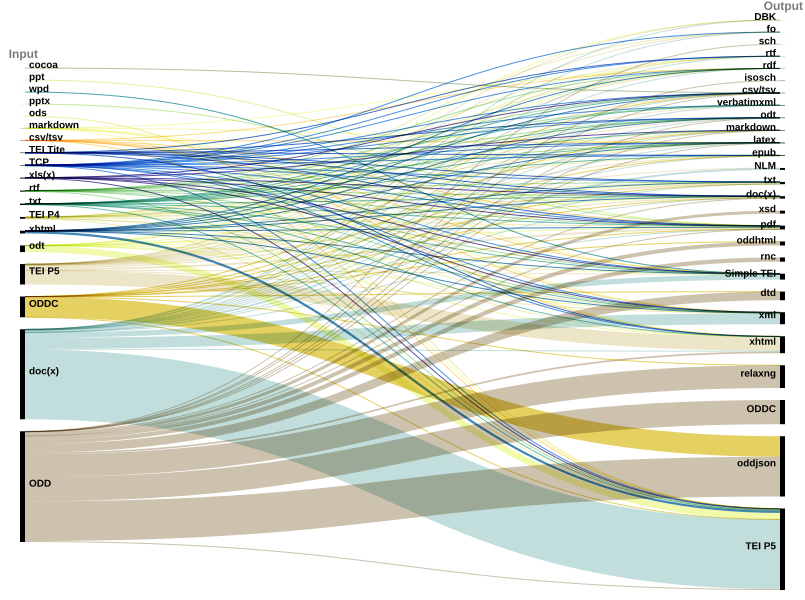 Input
cocoa
ppt
wpd
pptx
ods
markdown
csv/tsv
TEI Tite
TCP
xls(x)
rtf
txt
TEI P4
xhtml
odt
TEI P5
ODDC
doc(x)
ODD
Output
DBK
fo
sch
rtf
rdf
isosch
csv/tsv
verbatimxml
odt
markdown
latex
epub
NLM
txt
doc(x)
xsd
pdf
oddhtml
rnc
Simple TEI
dtd
xml
xhtml
relaxng
ODDC
oddjson
TEI P5